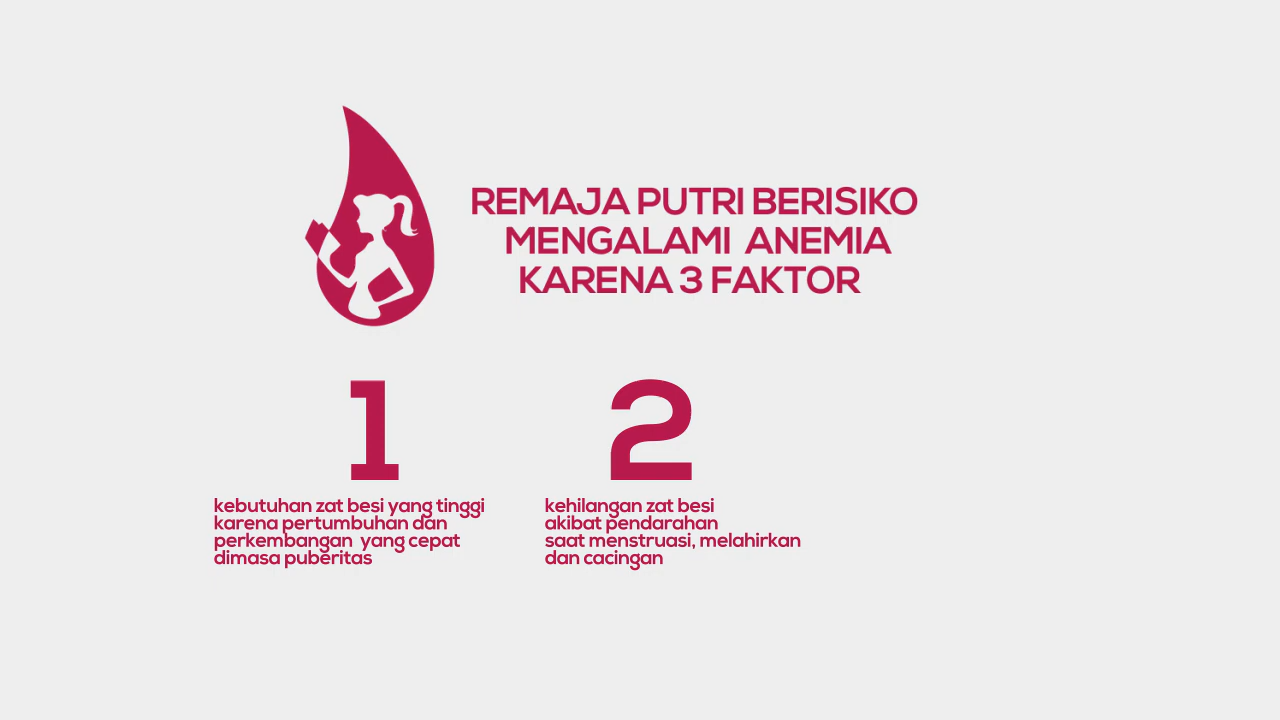 REMAJA PUTRI BERISIKO
MENGALAMI ANEMIA
KARENA 3 FAKTOR
1
kebutuhan zat besi yang tinggi
karena pertumbuhan dan
perkembangan yang cepat
dimasa puberitas
2
kehilangan zat besi
akibat pendarahan
saat menstruasi, melahirkan
dan cacingan